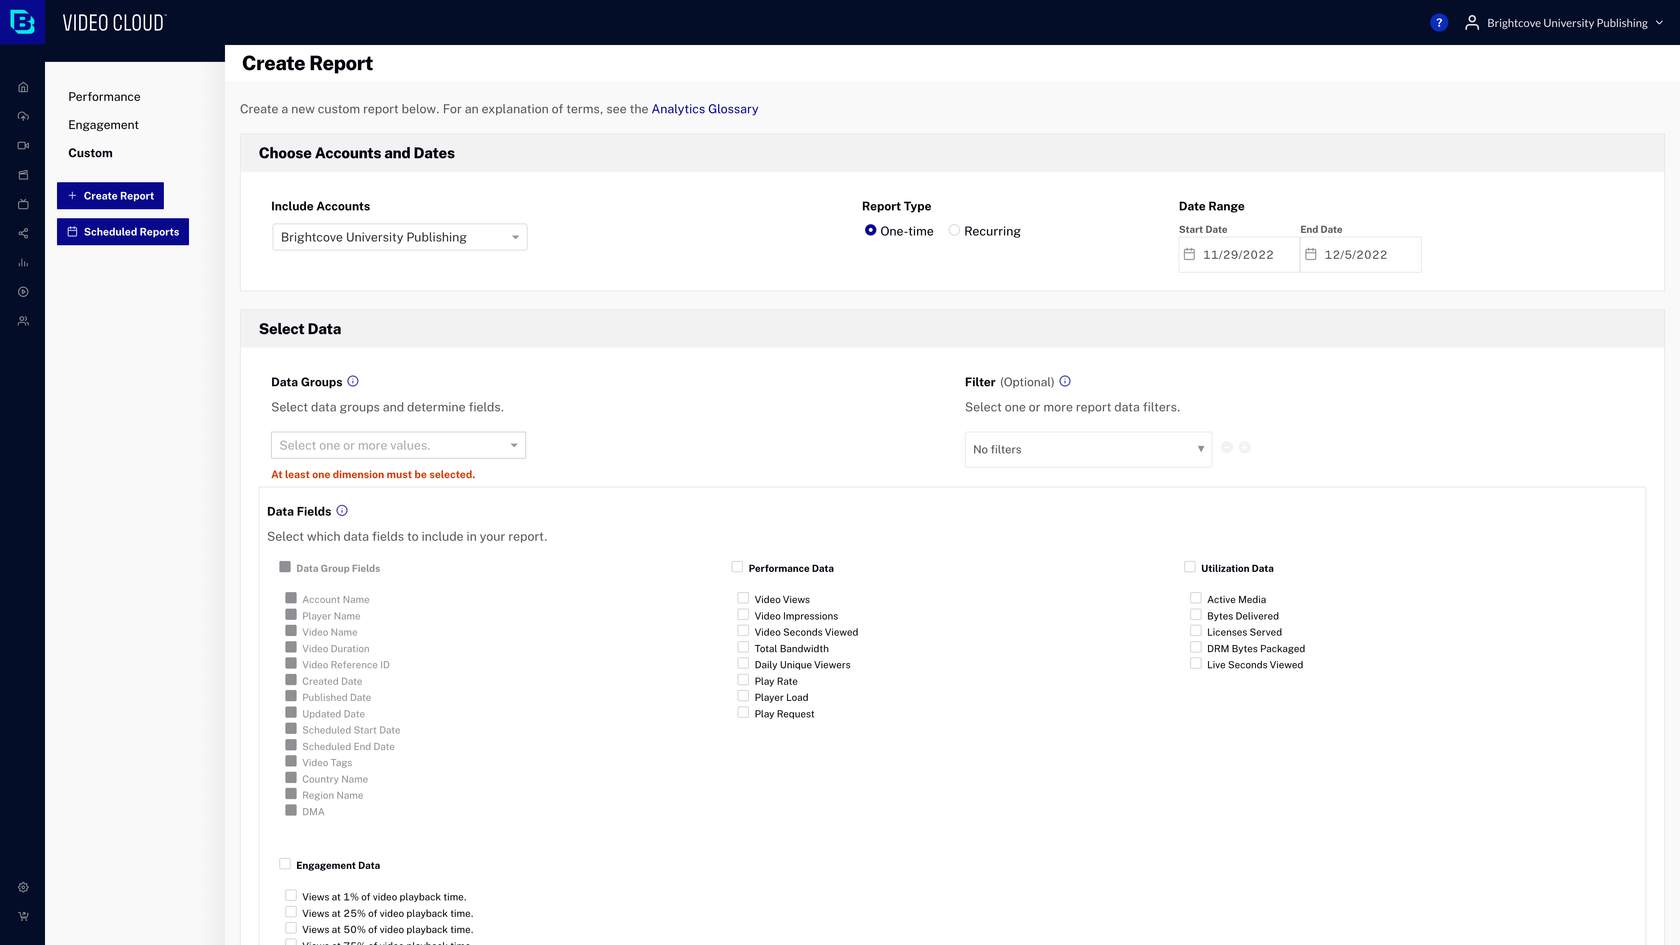 VIDEO CLOUD
?
Brightcove University Publishing
Create Report
Performance
Engagement
Custom
+ Create Report
Scheduled Reports
Create a new custom report below. For an explanation of terms, see the Analytics Glossary
Choose Accounts and Dates
Include Accounts
Brightcove University Publishing
Report Type
One-time
Recurring
Date Range
Start Date
End Date
11/29/2022
12/5/2022
Select Data
Data Groups
Select data groups and determine fields.
Select one or more values.
At least one dimension must be selected.
Filter (Optional)
Select one or more report data filters.
No filters
Data Fields
Select which data fields to include in your report.
Data Group Fields
Account Name
Player Name
Video Name
Video Duration
Video Reference ID
Created Date
Published Date
Updated Date
Scheduled Start Date
Scheduled End Date
Video Tags
Country Name
Region Name
DMA
Performance Data
Video Views
Video Impressions
Video Seconds Viewed
Total Bandwidth
Daily Unique Viewers
Play Rate
Player Load
Play Request
Utilization Data
Active Media
Bytes Delivered
Licenses Served
DRM Bytes Packaged
Live Seconds Viewed
Engagement Data
Views at 1% of video playback time.
Views at 25% of video playback time.
Views at 50% of video playback time.
Views at 75% of video playback time.